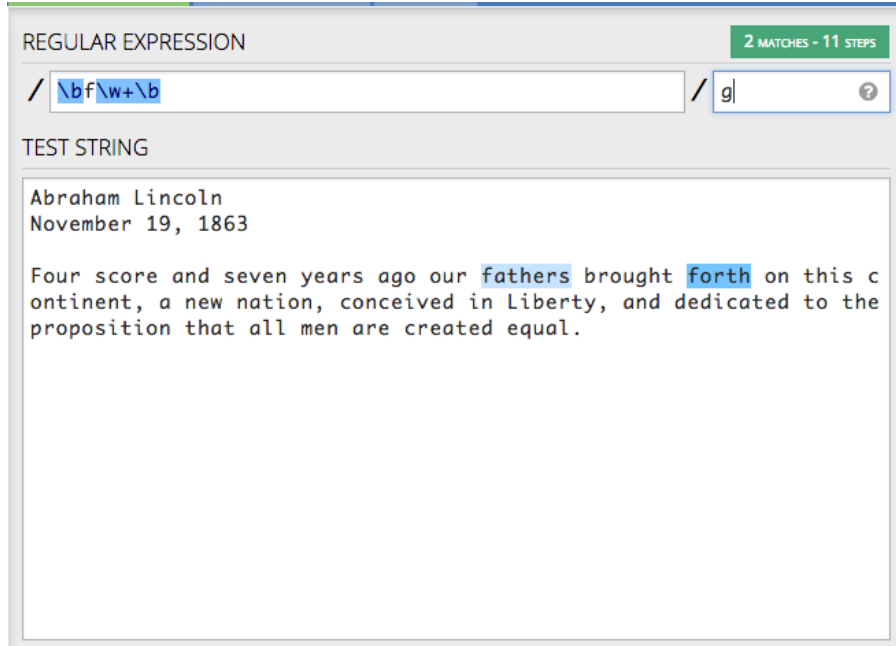 REGULAR EXPRESSION
2 MATCHES - 11 STEPS
/ \bf\w+\b / g
TEST STRING
Abraham Lincoln
November 19, 1863
Four score and seven years ago our fathers brought forth on this c
ontinent, a new nation, conceived in Liberty, and dedicated to the
proposition that all men are created equal.